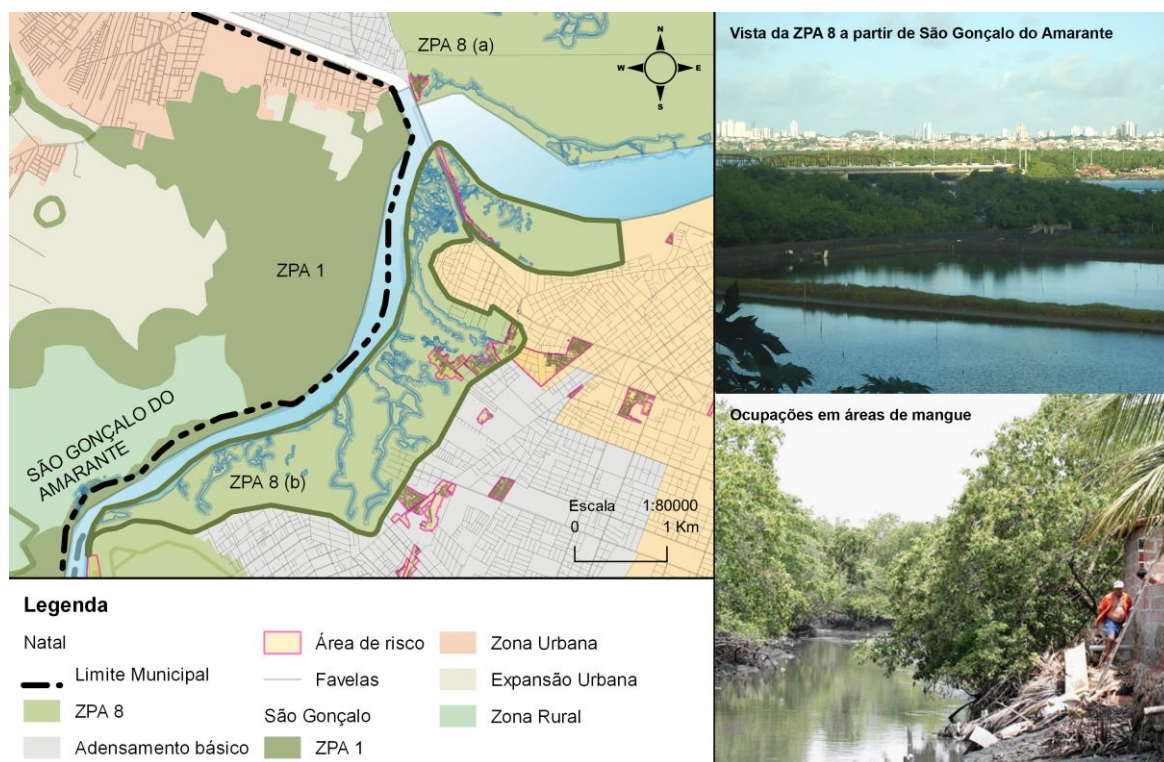 ZPA 8 (a)
N
W
E
S
ZPA 1
SÃO GONÇALO DO
AMARANTE
ZPA 8 (b)
Escala 1:80000
0 1 Km
Vista da ZPA 8 a partir de São Gonçalo do Amarante
Ocupações em áreas de mangue
Legenda
Natal
Limite Municipal
ZPA 8
Adensamento básico
Área de risco
Favelas
São Gonçalo
ZPA 1
Zona Urbana
Expansão Urbana
Zona Rural